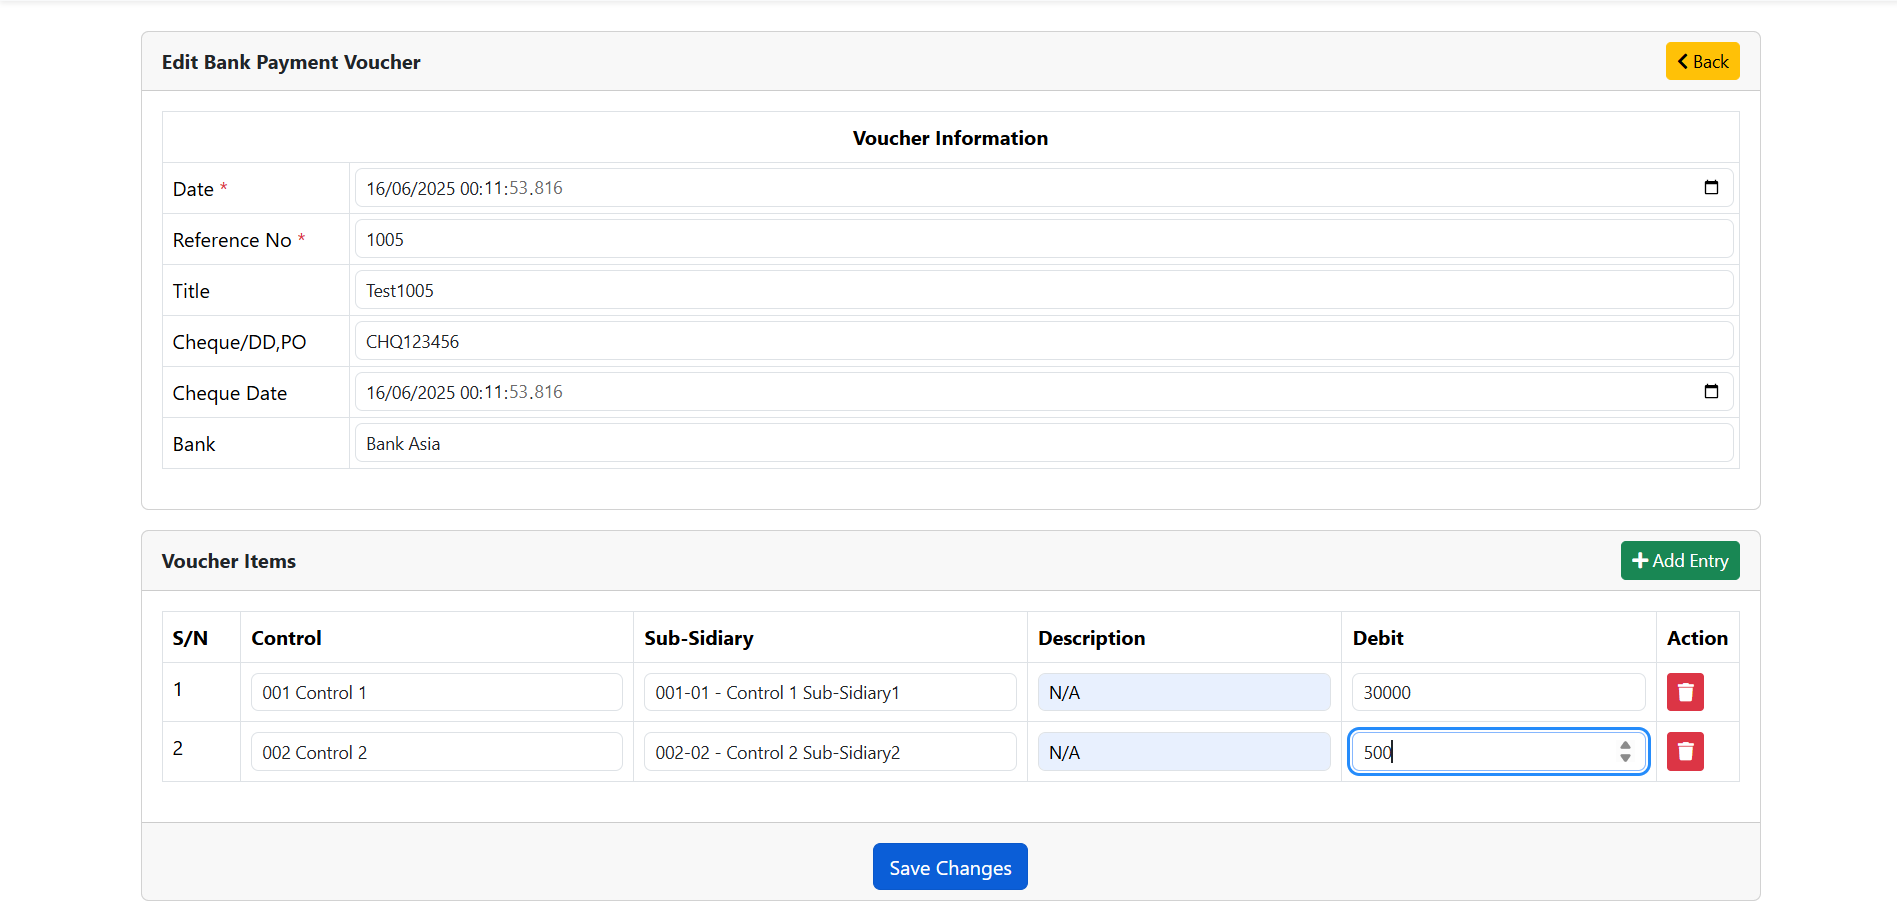 Edit Bank Payment Voucher
Back
Voucher Information
Date * 16/06/2025 00:11:53.816
Reference No * 1005
Title Test1005
Cheque/DD,PO CHQ123456
Cheque Date 16/06/2025 00:11:53.816
Bank Bank Asia
Voucher Items
Add Entry
S/N Control Sub-Sidiary Description Debit Action
1 001 Control 1 001-01 - Control 1 Sub-Sidiary1 N/A 30000
2 002 Control 2 002-02 - Control 2 Sub-Sidiary2 N/A 500
Save Changes